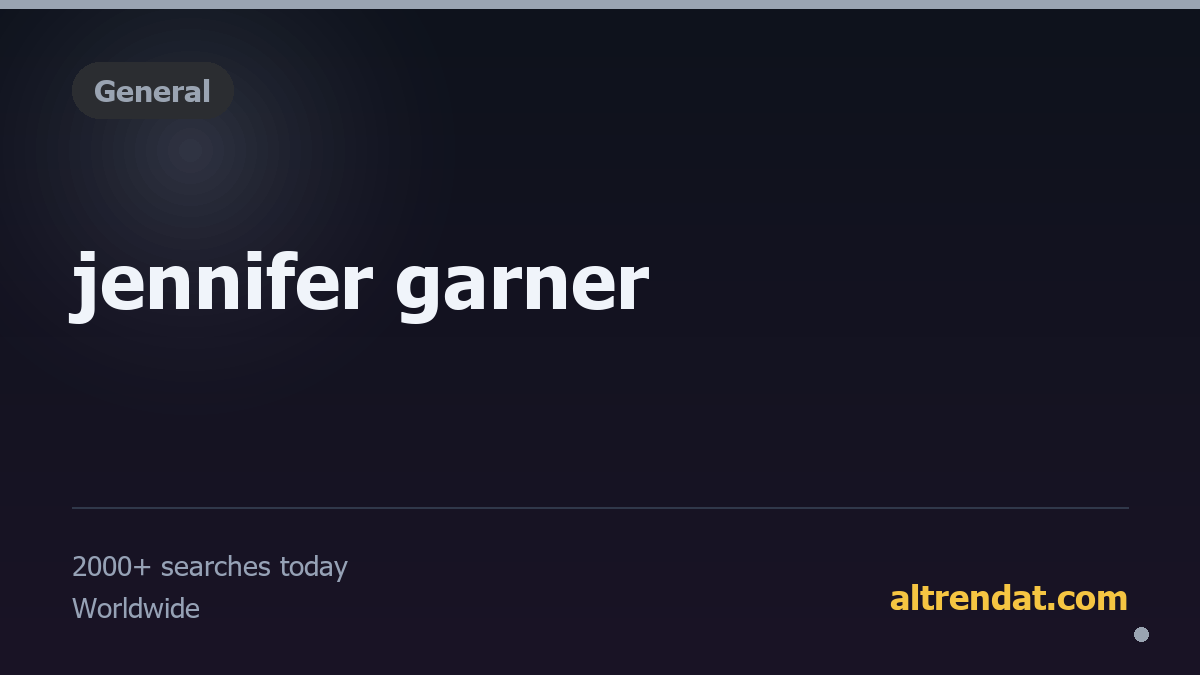 General
jennifer garner
2000+ searches today
Worldwide
altrendat.com